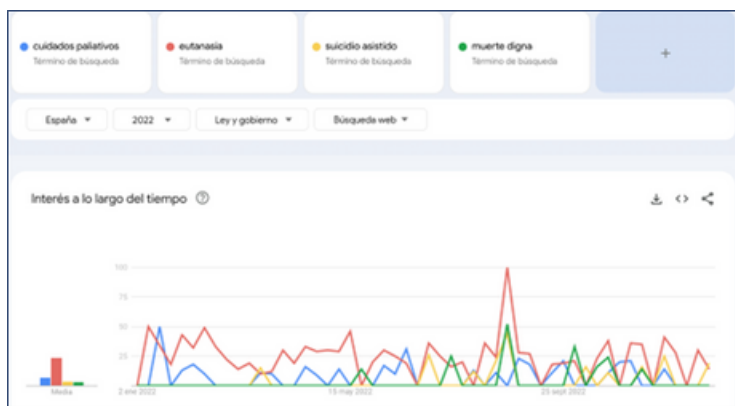 cuidados paliativos
Término de búsqueda
eutanasia
Término de búsqueda
suicidio asistido
Término de búsqueda
muerte digna
Término de búsqueda
+
España
2022
Ley y gobierno
Búsqueda web
Interés a lo largo del tiempo
100
75
50
25
Media
2 ene 2022
15 may 2022
25 sept 2022